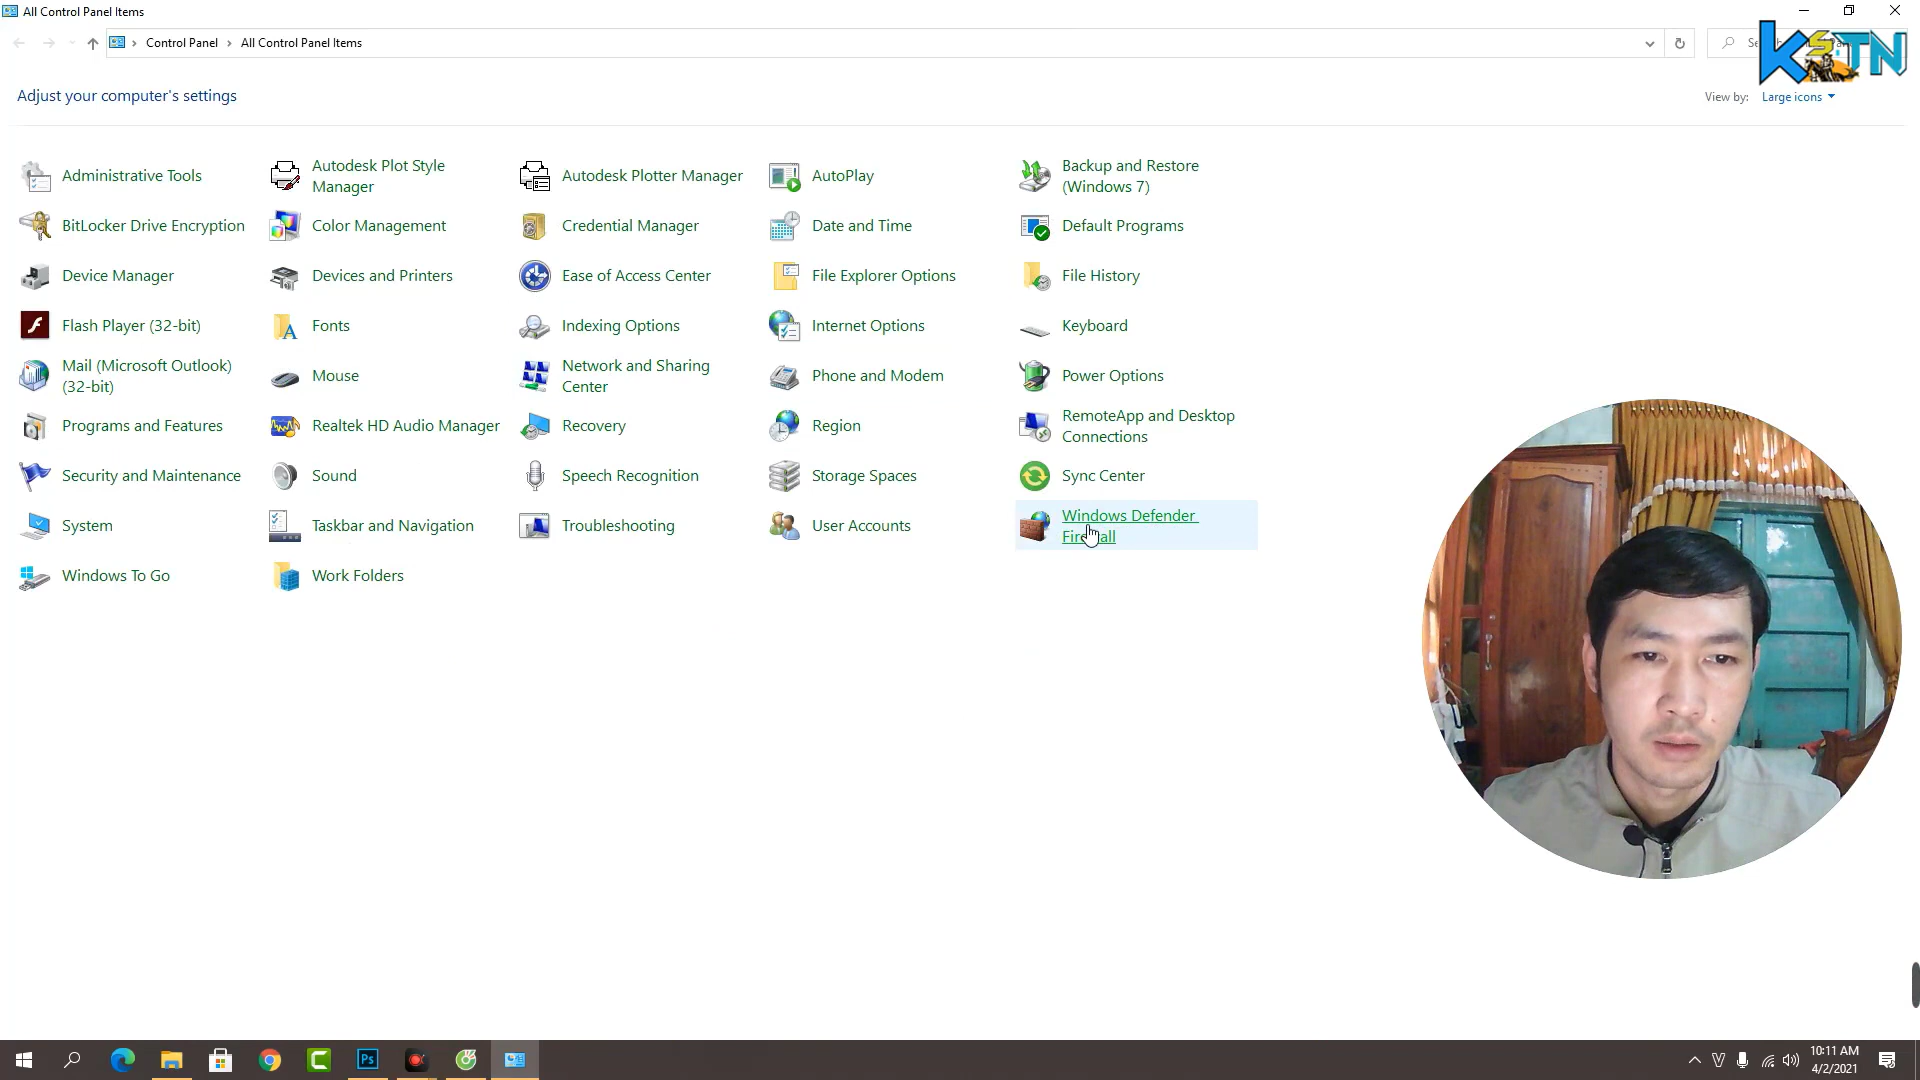 All Control Panel Items
Control Panel > All Control Panel Items
KSTN
Adjust your computer's settings
View by: Large icons
Administrative Tools
Autodesk Plot Style
Manager
Autodesk Plotter Manager
AutoPlay
Backup and Restore
(Windows 7)
BitLocker Drive Encryption
Color Management
Credential Manager
Date and Time
Default Programs
Device Manager
Devices and Printers
Ease of Access Center
File Explorer Options
File History
Flash Player (32-bit)
Fonts
Indexing Options
Internet Options
Keyboard
Mail (Microsoft Outlook)
(32-bit)
Mouse
Network and Sharing
Center
Phone and Modem
Power Options
Programs and Features
Realtek HD Audio Manager
Recovery
Region
RemoteApp and Desktop
Connections
Security and Maintenance
Sound
Speech Recognition
Storage Spaces
Sync Center
System
Taskbar and Navigation
Troubleshooting
User Accounts
Windows Defender
Firewall
Windows To Go
Work Folders
Ps
V
10:11 AM
4/2/2021